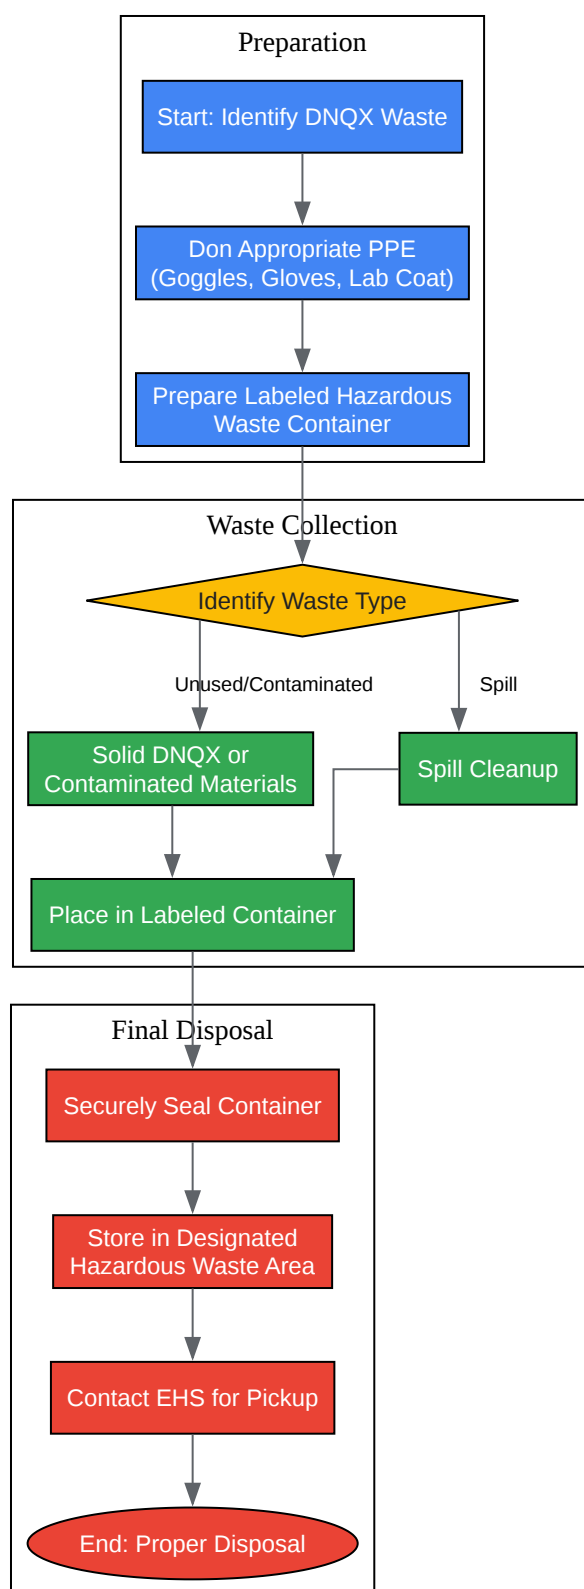 Preparation
Start: Identify DNQX Waste
Don Appropriate PPE
(Goggles, Gloves, Lab Coat)
Prepare Labeled Hazardous
Waste Container
Waste Collection
Identify Waste Type
Unused/Contaminated
Spill
Solid DNQX or
Contaminated Materials
Spill Cleanup
Place in Labeled Container
Final Disposal
Securely Seal Container
Store in Designated
Hazardous Waste Area
Contact EHS for Pickup
End: Proper Disposal